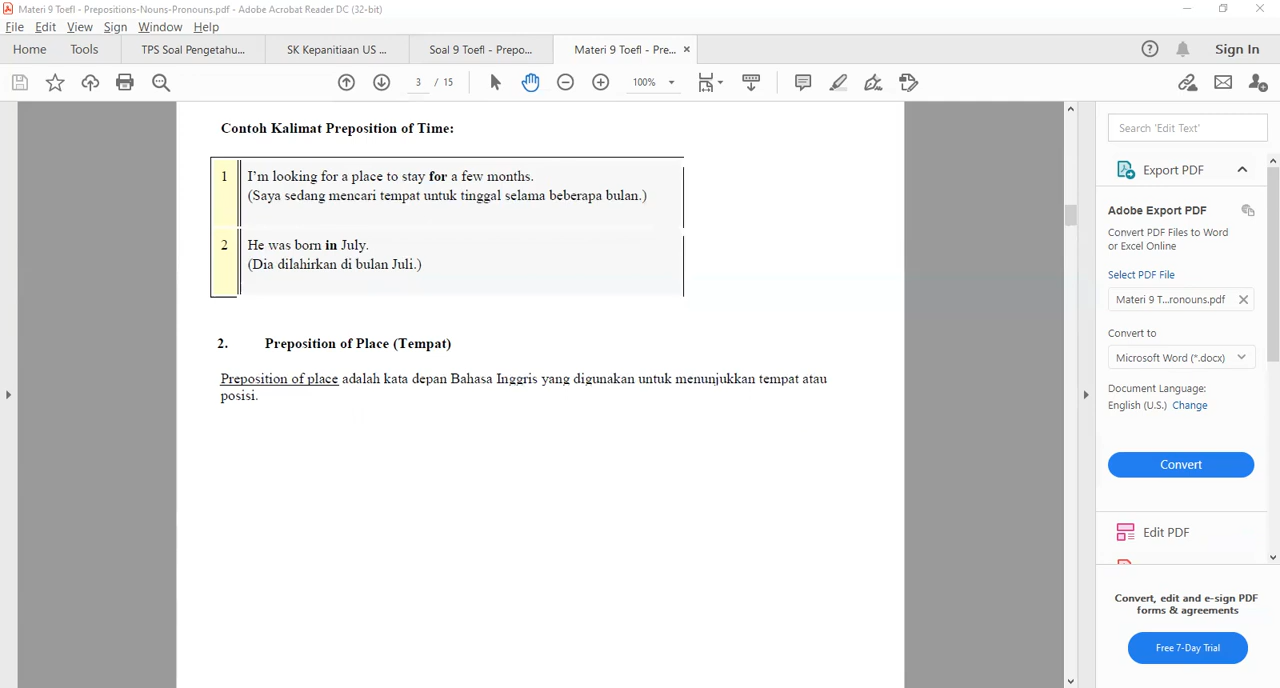 Materi 9 Toefl - Prepositions-Nouns-Pronouns.pdf - Adobe Acrobat Reader DC (32-bit)
File Edit View Sign Window Help
Home Tools TPS Soal Pengetahu... SK Kepanitiaan US ... Soal 9 Toefl - Prepo... Materi 9 Toefl - Pre... × Sign In
3 / 15 100%
Contoh Kalimat Preposition of Time:
1 I'm looking for a place to stay for a few months.
(Saya sedang mencari tempat untuk tinggal selama beberapa bulan.)
2 He was born in July.
(Dia dilahirkan di bulan Juli.)
2. Preposition of Place (Tempat)
Preposition of place adalah kata depan Bahasa Inggris yang digunakan untuk menunjukkan tempat atau
posisi.
Search 'Edit Text'
Export PDF
Adobe Export PDF
Convert PDF Files to Word
or Excel Online
Select PDF File
Materi 9 T...ronouns.pdf
Convert to
Microsoft Word (*.docx)
Document Language:
English (U.S.) Change
Convert
Edit PDF
Convert, edit and e-sign PDF
forms & agreements
Free 7-Day Trial